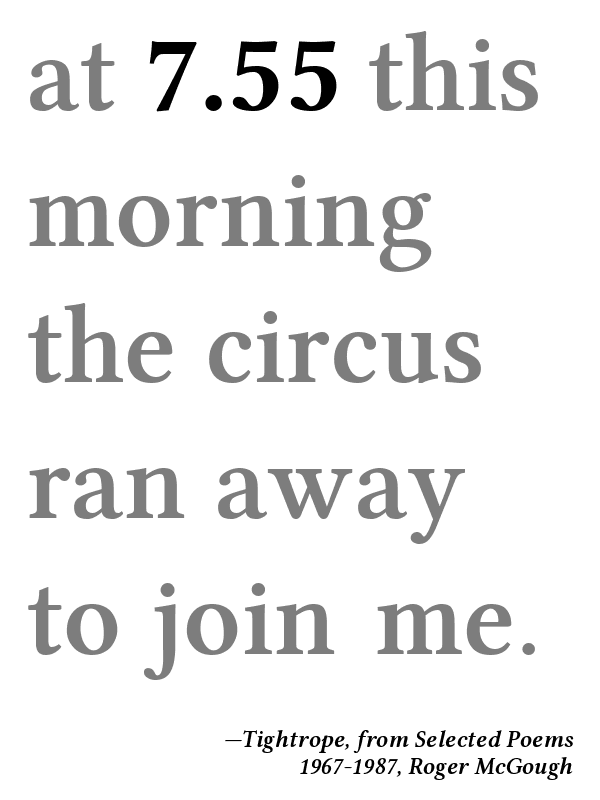 at 7.55 this
morning
the circus
ran away
to join me.
—Tightrope, from Selected Poems
1967-1987, Roger McGough